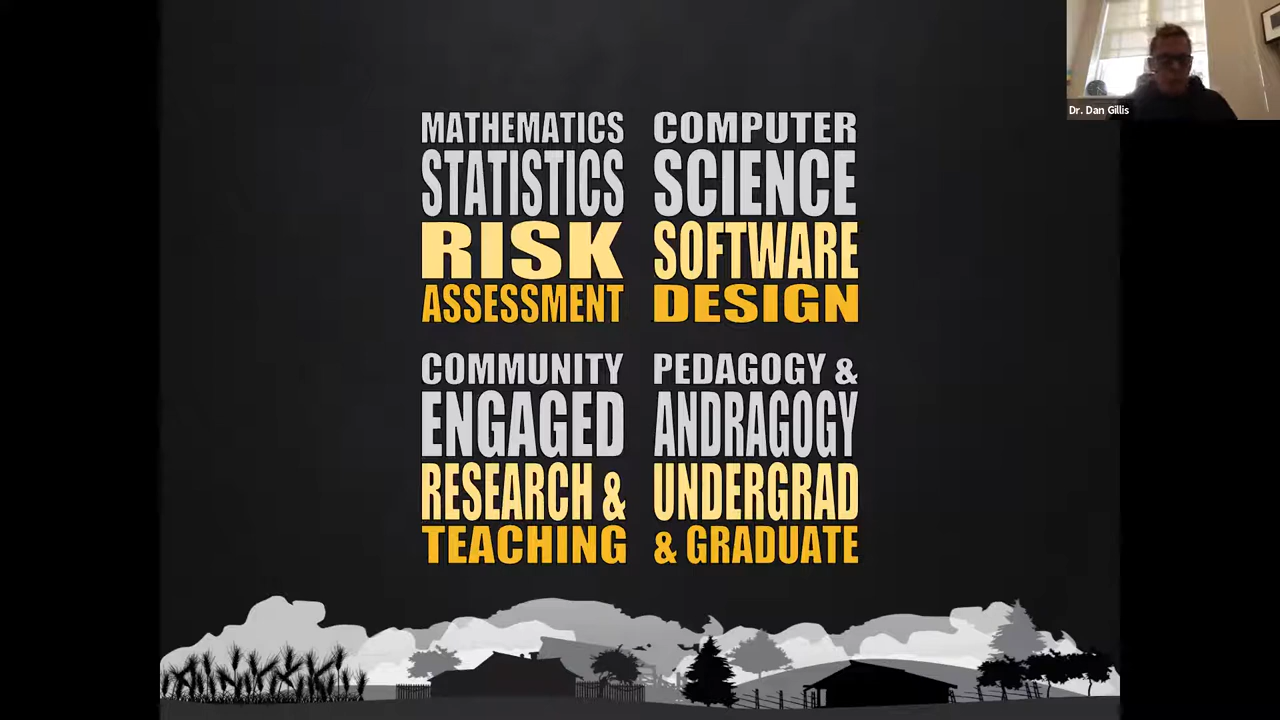 MATHEMATICS
STATISTICS
RISK
ASSESSMENT
COMPUTER
SCIENCE
SOFTWARE
DESIGN
COMMUNITY
ENGAGED
RESEARCH &
TEACHING
PEDAGOGY &
ANDRAGOGY
UNDERGRAD
& GRADUATE
Dr. Dan Gillis